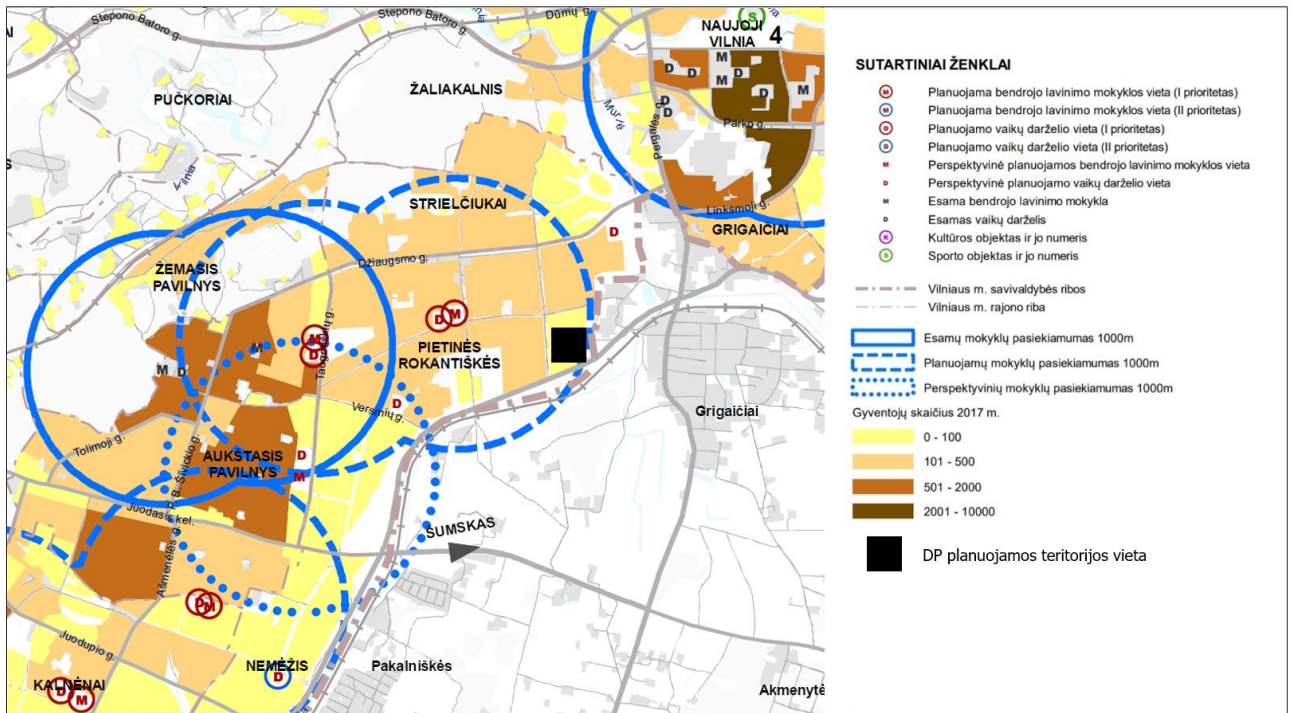 Stepono Batoro g.
Stepono Batoro g.
Dūmų g.
NAUJOJI
VILNIA
4
S
PUČKORIAI
ŽALIAKALNIS
Murlė
Pergalės g.
Parko g.
Linksmoji g.
GRIGAIČIAI
STRIELČIUKAI
Džiaugsmo g.
ŽEMASIS
PAVILNYS
PIETINĖS
ROKANTIŠKĖS
Versmių g.
Grigaičiai
Tolimoji g.
AUKŠTASIS
PAVILNYS
P. B. Šivickio g.
Juodasis kel.
ŠUMSKAS
Ašmenėlės g.
Juodupio g.
NEMĖŽIS
KALNĖNAI
Pakalniškės
Akmenytė
SUTARTINIAI ŽENKLAI
M Planuojama bendrojo lavinimo mokyklos vieta (I prioritetas)
M Planuojama bendrojo lavinimo mokyklos vieta (II prioritetas)
D Planuojamo vaikų darželio vieta (I prioritetas)
D Planuojamo vaikų darželio vieta (II prioritetas)
M Perspektyvinė planuojamos bendrojo lavinimo mokyklos vieta
D Perspektyvinė planuojamo vaikų darželio vieta
M Esama bendrojo lavinimo mokykla
D Esamas vaikų darželis
K Kultūros objektas ir jo numeris
S Sporto objektas ir jo numeris
Vilniaus m. savivaldybės ribos
Vilniaus m. rajono riba
Esamų mokyklų pasiekiamumas 1000m
Planuojamų mokyklų pasiekiamumas 1000m
Perspektyvinių mokyklų pasiekiamumas 1000m
Gyventojų skaičius 2017 m.
0 - 100
101 - 500
501 - 2000
2001 - 10000
DP planuojamos teritorijos vieta